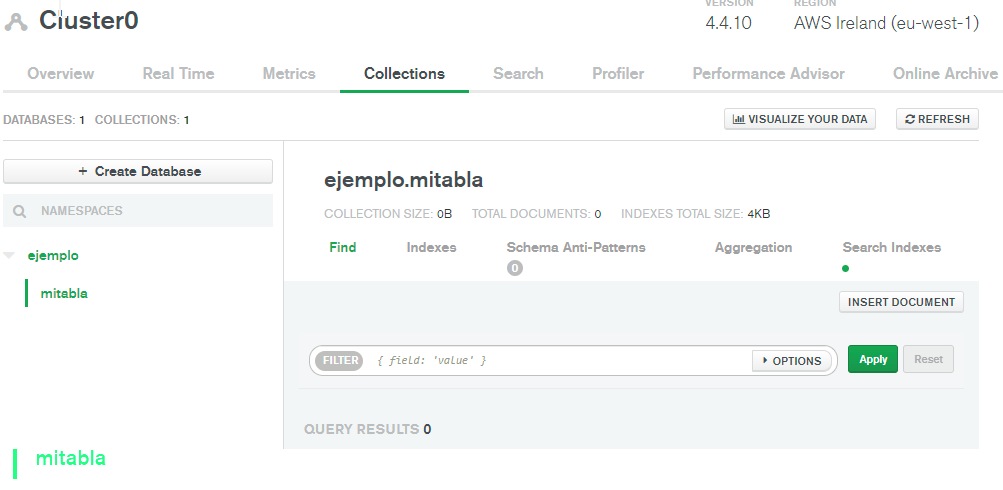 VERSION REGION
Cluster0
4.4.10 AWS Ireland (eu-west-1)
Overview Real Time Metrics Collections Search Profiler Performance Advisor Online Archive
DATABASES: 1 COLLECTIONS: 1 VISUALIZE YOUR DATA REFRESH
+ Create Database
NAMESPACES
ejemplo
mitabla
ejemplo.mitabla
COLLECTION SIZE: 0B TOTAL DOCUMENTS: 0 INDEXES TOTAL SIZE: 4KB
Find Indexes Schema Anti-Patterns Aggregation Search Indexes
0
INSERT DOCUMENT
FILTER { field: 'value' } OPTIONS Apply Reset
QUERY RESULTS 0
mitabla